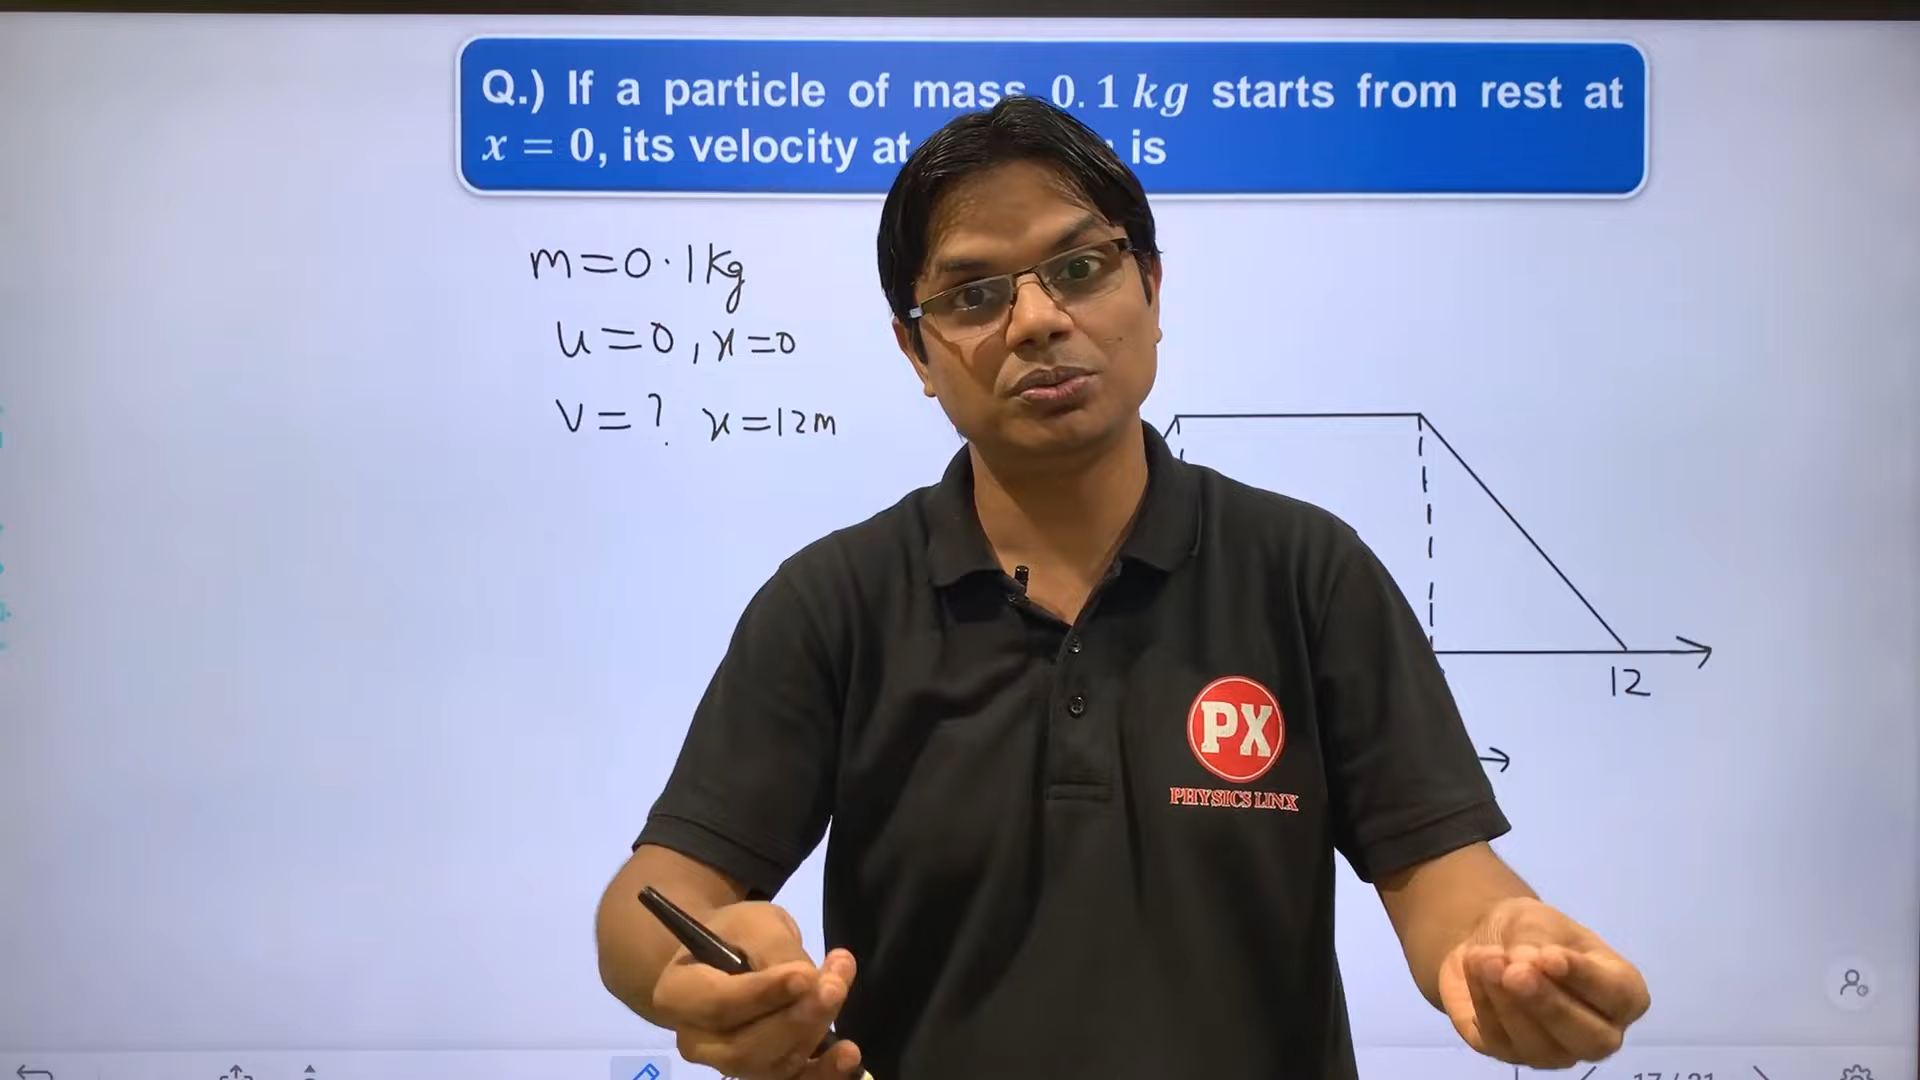 Q.) If a particle of mass 0.1 kg starts from rest at
x = 0, its velocity at is
m=0.1kg
u=0, x=0
v=? x=12m
12
PX
PHYSICS LINX